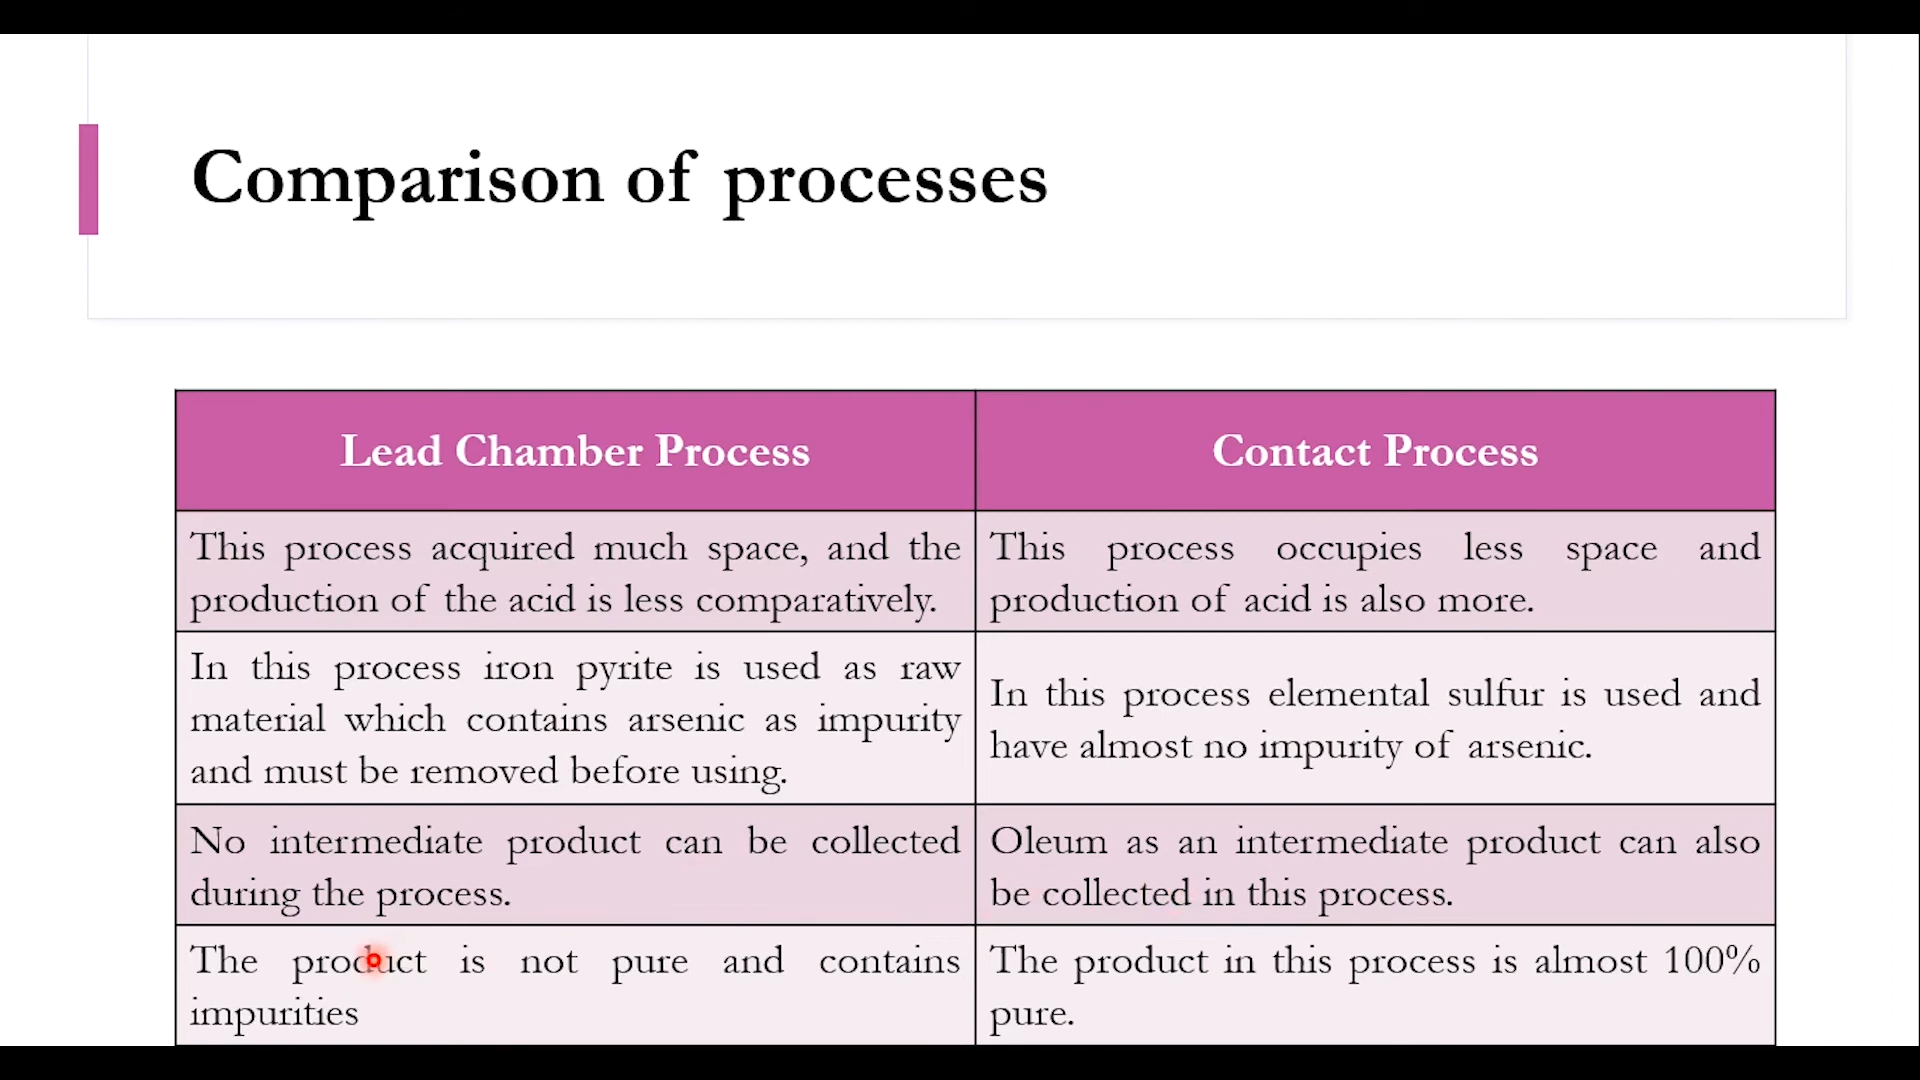 Comparison of processes
Lead Chamber Process
Contact Process
This process acquired much space, and the
production of the acid is less comparatively.
This process occupies less space and
production of acid is also more.
In this process iron pyrite is used as raw
material which contains arsenic as impurity
and must be removed before using.
In this process elemental sulfur is used and
have almost no impurity of arsenic.
No intermediate product can be collected
during the process.
Oleum as an intermediate product can also
be collected in this process.
The product is not pure and contains
impurities
The product in this process is almost 100%
pure.